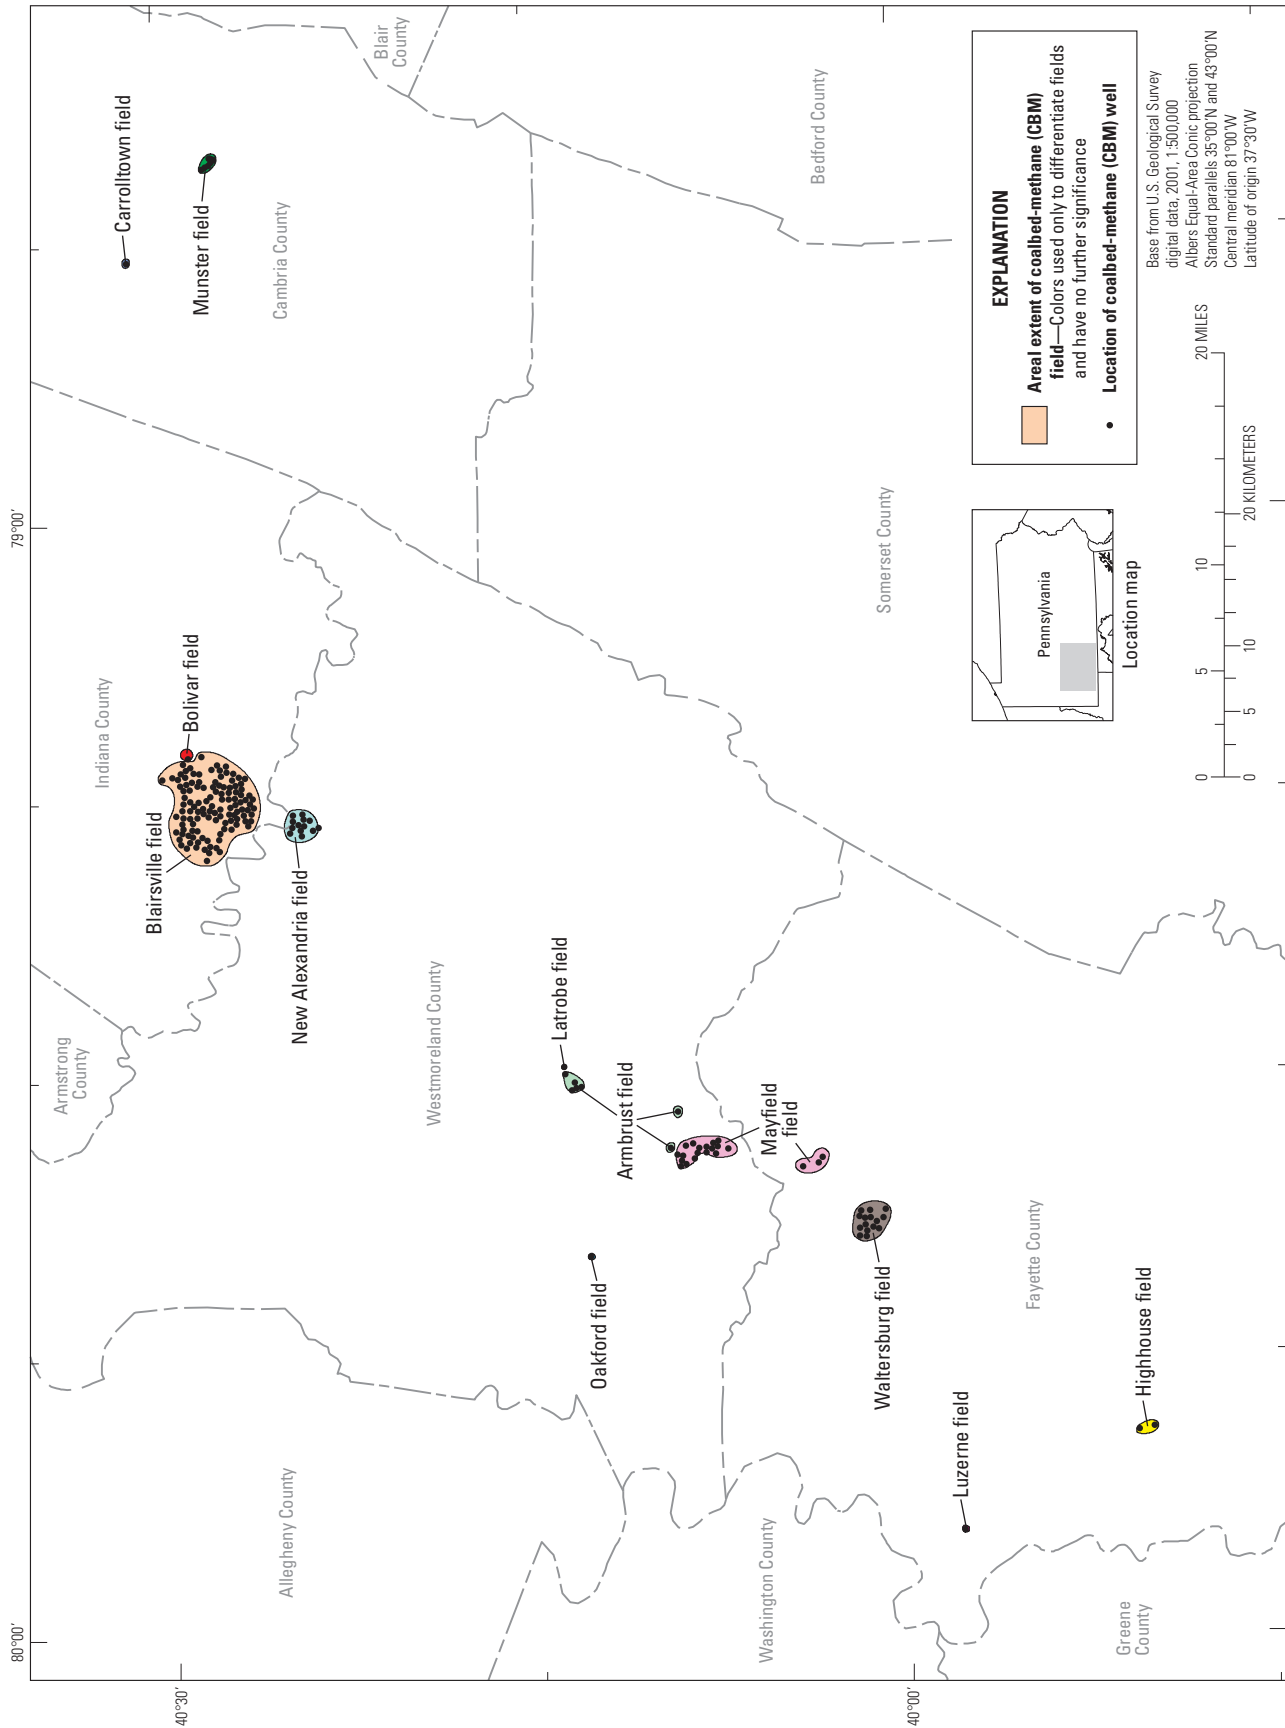 80°00′
79°00′
40°30′
40°00′
Armstrong
County
Indiana County
Blair
County
Cambria County
Bedford County
Allegheny County
Westmoreland County
Somerset County
Washington County
Fayette County
Greene
County
Carrolltown field
Munster field
Blairsville field
Bolivar field
New Alexandria field
Latrobe field
Armbrust field
Oakford field
Mayfield
field
Waltersburg field
Luzerne field
Highhouse field
Pennsylvania
Location map
EXPLANATION
Areal extent of coalbed-methane (CBM)
field—Colors used only to differentiate fields
and have no further significance
Location of coalbed-methane (CBM) well
0 5 10 20 MILES
0 5 10 20 KILOMETERS
Base from U.S. Geological Survey
digital data, 2001, 1:500,000
Albers Equal-Area Conic projection
Standard parallels 35°00′N and 43°00′N
Central meridian 81°00′W
Latitude of origin 37°30′W